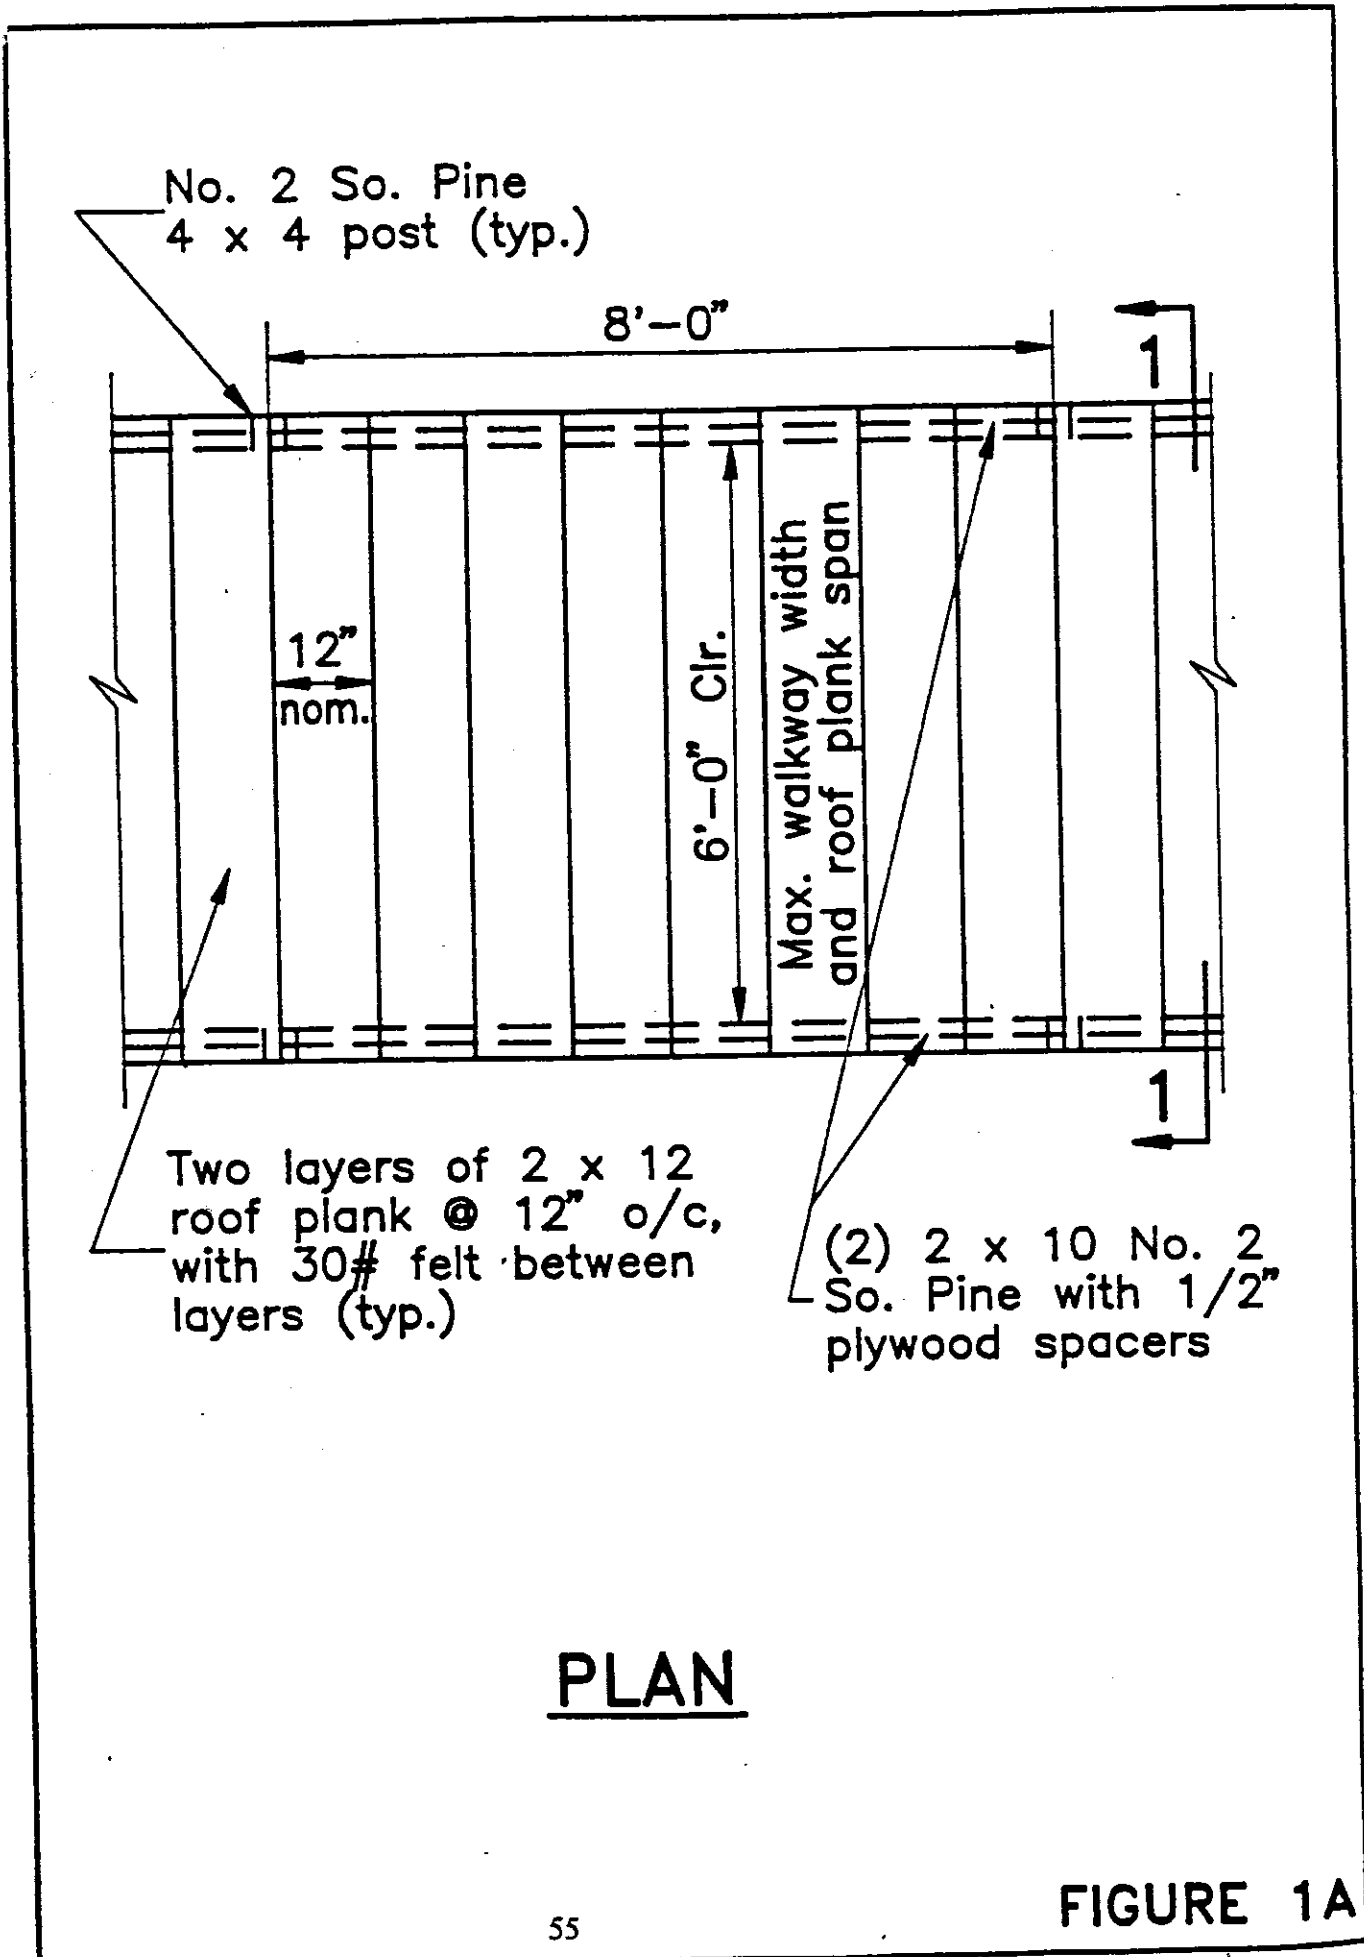 No. 2 So. Pine
4 x 4 post (typ.)
8'-0"
1
12"
nom.
6'-0" Clr.
Max. walkway width
and roof plank span
1
Two layers of 2 x 12
roof plank @ 12" o/c,
with 30# felt between
layers (typ.)
(2) 2 x 10 No. 2
So. Pine with 1/2"
plywood spacers
PLAN
FIGURE 1A
55